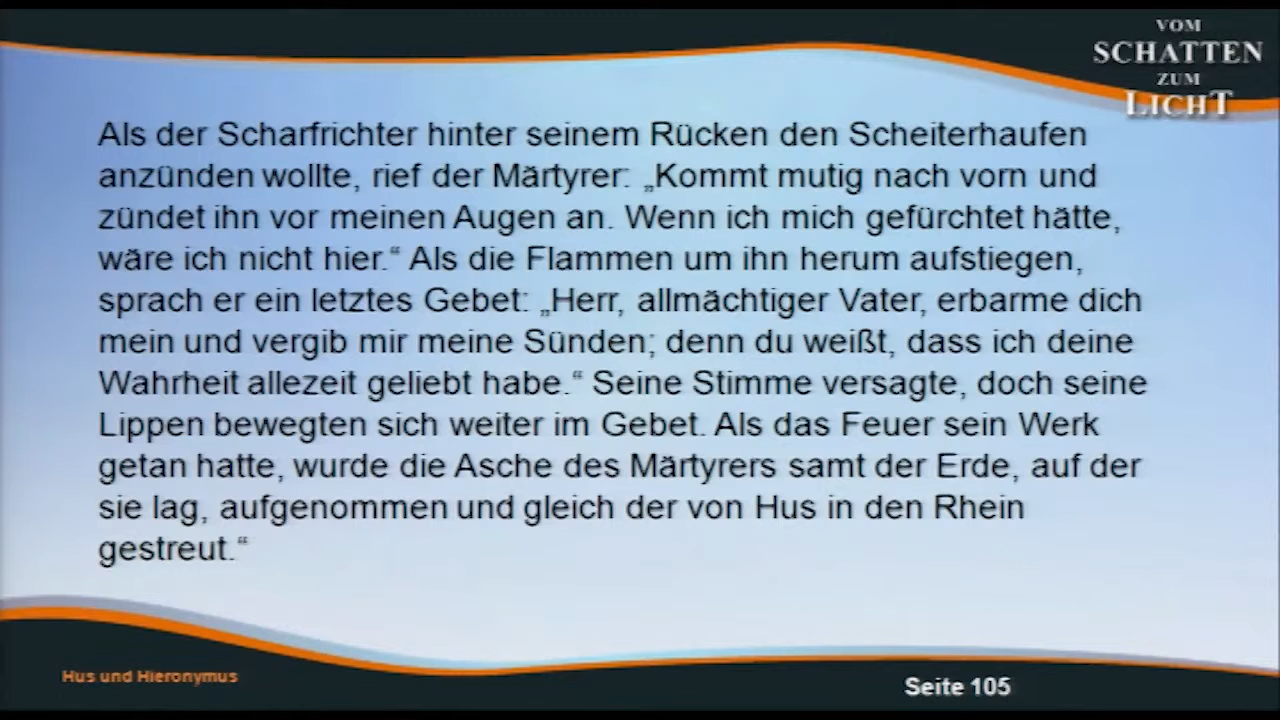 VOM
SCHATTEN
ZUM
LICHT
Als der Scharfrichter hinter seinem Rücken den Scheiterhaufen
anzünden wollte, rief der Märtyrer: „Kommt mutig nach vorn und
zündet ihn vor meinen Augen an. Wenn ich mich gefürchtet hätte,
wäre ich nicht hier.“ Als die Flammen um ihn herum aufstiegen,
sprach er ein letztes Gebet: „Herr, allmächtiger Vater, erbarme dich
mein und vergib mir meine Sünden; denn du weißt, dass ich deine
Wahrheit allezeit geliebt habe.“ Seine Stimme versagte, doch seine
Lippen bewegten sich weiter im Gebet. Als das Feuer sein Werk
getan hatte, wurde die Asche des Märtyrers samt der Erde, auf der
sie lag, aufgenommen und gleich der von Hus in den Rhein
gestreut.“
Hus und Hieronymus
Seite 105